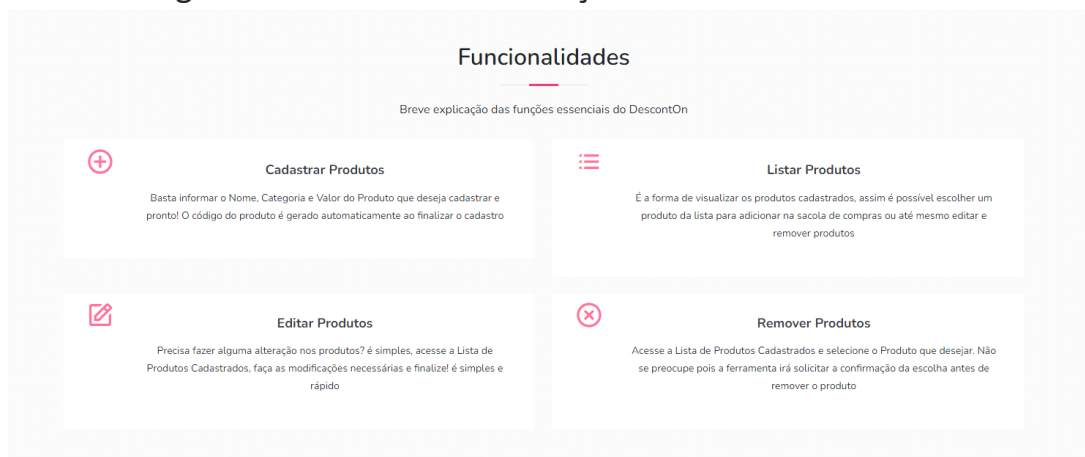 Funcionalidades
Breve explicação das funções essenciais do DescontOn
Cadastrar Produtos
Basta informar o Nome, Categoria e Valor do Produto que deseja cadastrar e
pronto! O código do produto é gerado automaticamente ao finalizar o cadastro
Listar Produtos
É a forma de visualizar os produtos cadastrados, assim é possível escolher um
produto da lista para adicionar na sacola de compras ou até mesmo editar e
remover produtos
Editar Produtos
Precisa fazer alguma alteração nos produtos? é simples, acesse a Lista de
Produtos Cadastrados, faça as modificações necessárias e finalize! é simples e
rápido
Remover Produtos
Acesse a Lista de Produtos Cadastrados e selecione o Produto que desejar. Não
se preocupe pois a ferramenta irá solicitar a confirmação da escolha antes de
remover o produto